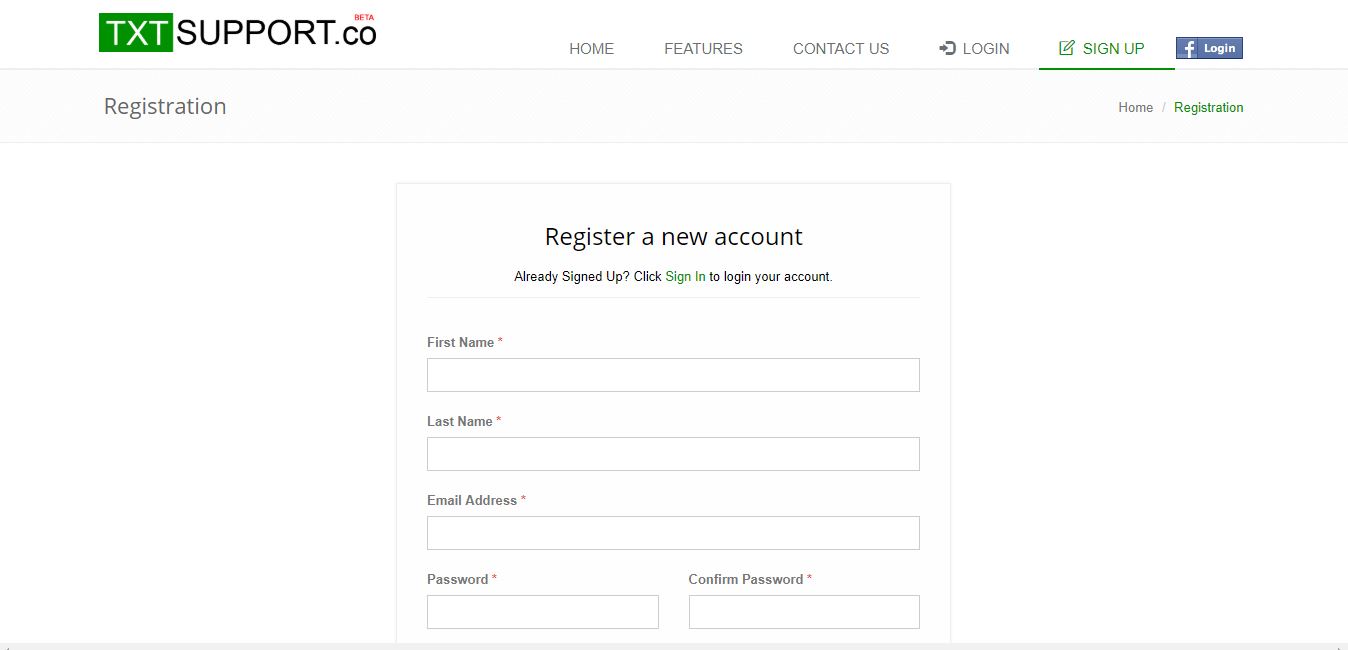 TXTSUPPORT.co BETA
HOME FEATURES CONTACT US LOGIN SIGN UP Login
Registration
Home / Registration
Register a new account
Already Signed Up? Click Sign In to login your account.
First Name *
Last Name *
Email Address *
Password * Confirm Password *